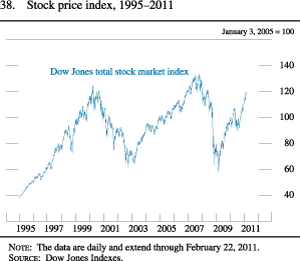 38. Stock price index, 1995–2011
January 3, 2005 = 100
Dow Jones total stock market index
140
120
100
80
60
40
1995 1997 1999 2001 2003 2005 2007 2009 2011
NOTE: The data are daily and extend through February 22, 2011.
SOURCE: Dow Jones Indexes.